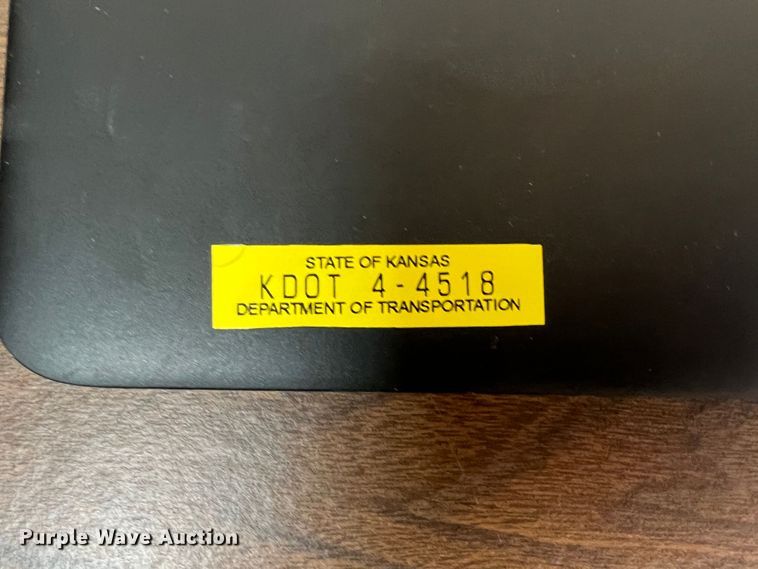 STATE OF KANSAS
KDOT 4-4518
DEPARTMENT OF TRANSPORTATION
Purple Wave Auction